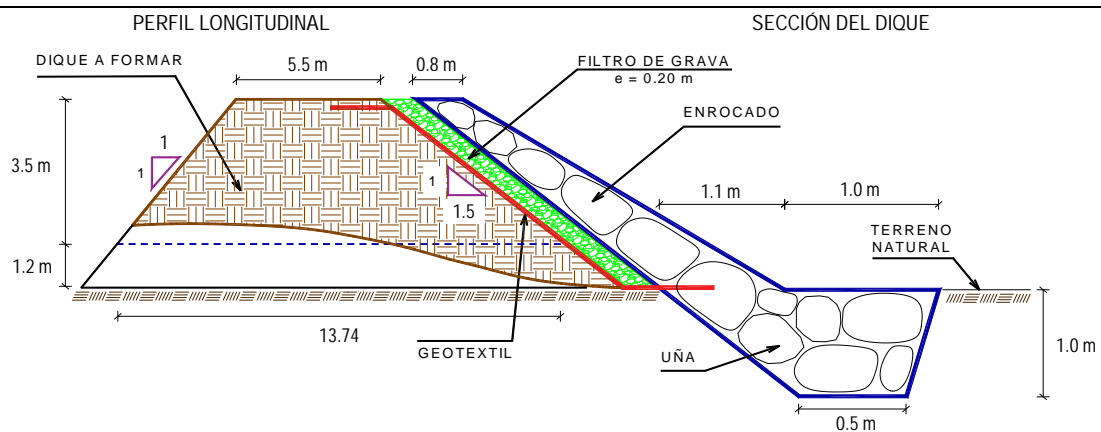 PERFIL LONGITUDINAL
SECCIÓN DEL DIQUE
DIQUE A FORMAR
5.5 m
0.8 m
FILTRO DE GRAVA
e = 0.20 m
ENROCADO
3.5 m
1
1
1
1.5
1.1 m
1.0 m
TERRENO
NATURAL
1.2 m
13.74
GEOTEXTIL
UÑA
1.0 m
0.5 m